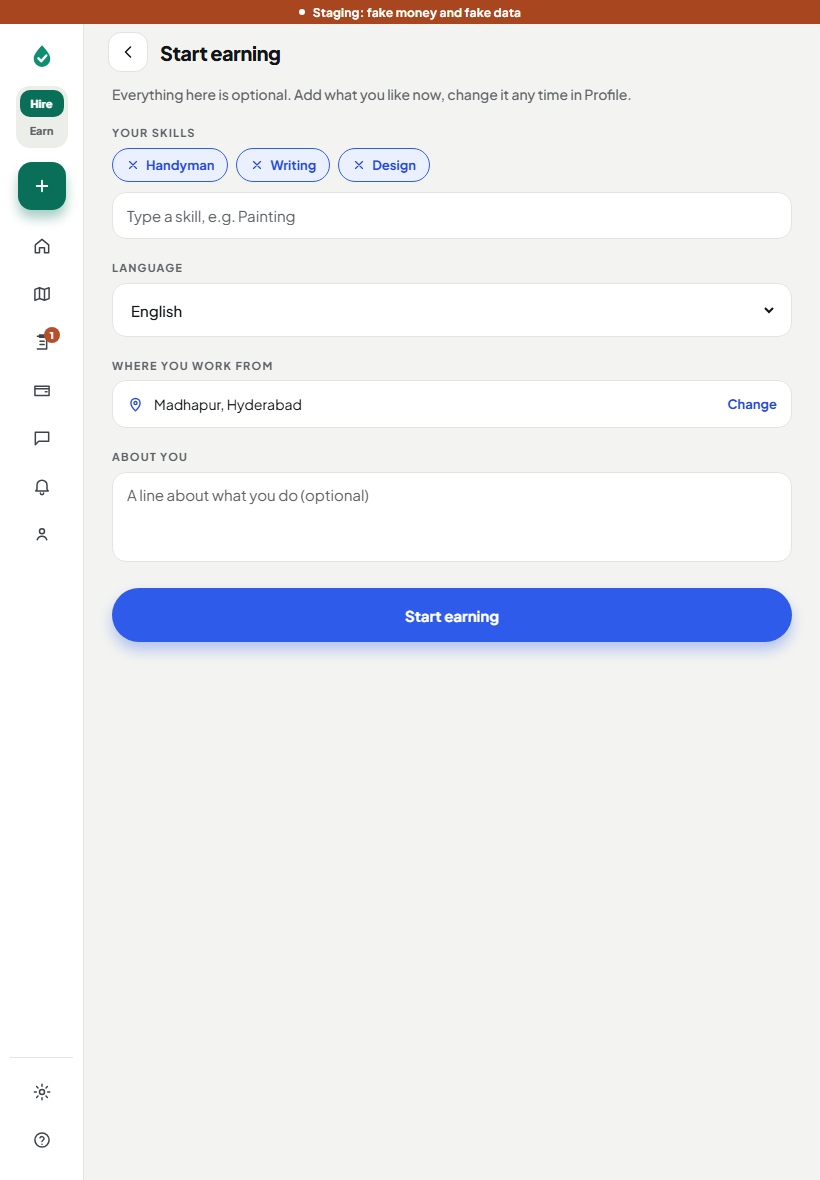 Staging: fake money and fake data
Hire
Earn
1
Start earning
Everything here is optional. Add what you like now, change it any time in Profile.
YOUR SKILLS
Handyman
Writing
Design
Type a skill, e.g. Painting
LANGUAGE
English
WHERE YOU WORK FROM
Madhapur, Hyderabad
Change
ABOUT YOU
A line about what you do (optional)
Start earning